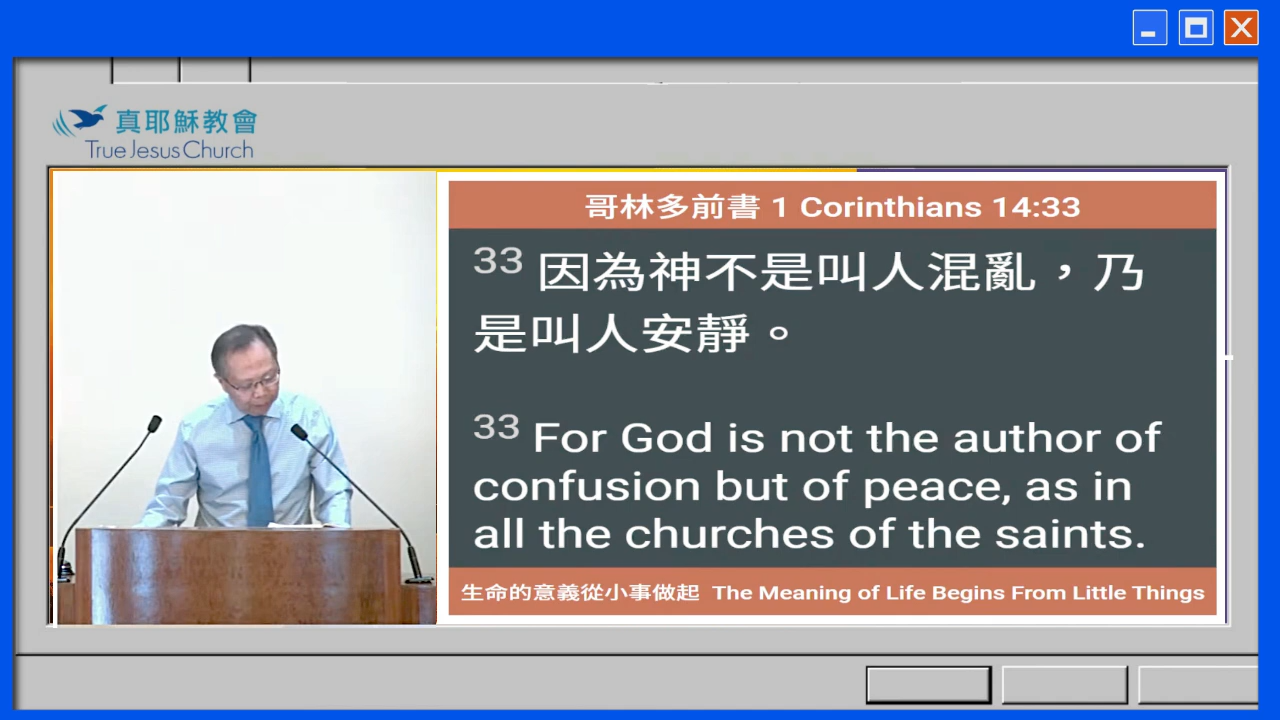 真耶穌教會
True Jesus Church
哥林多前書 1 Corinthians 14:33
33 因為神不是叫人混亂，乃
是叫人安靜。
33 For God is not the author of
confusion but of peace, as in
all the churches of the saints.
生命的意義從小事做起 The Meaning of Life Begins From Little Things